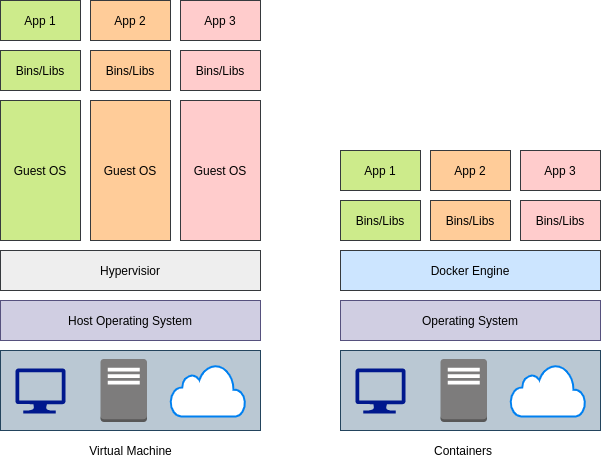 App 1
App 2
App 3
Bins/Libs
Bins/Libs
Bins/Libs
Guest OS
Guest OS
Guest OS
Hypervisior
Host Operating System
Virtual Machine
App 1
App 2
App 3
Bins/Libs
Bins/Libs
Bins/Libs
Docker Engine
Operating System
Containers